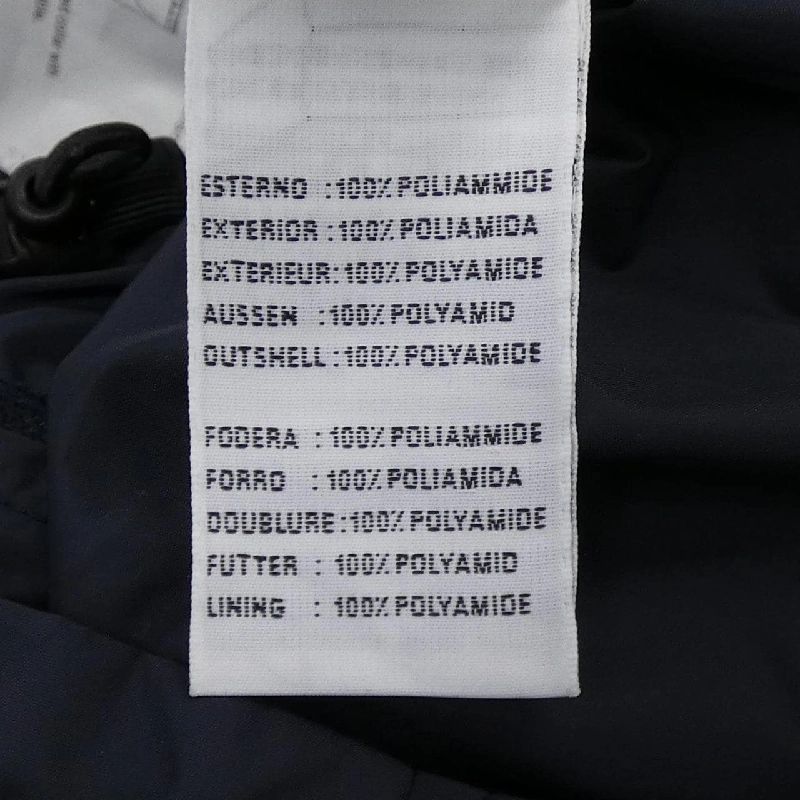 ESTERNO : 100% POLIAMMIDE
EXTERIOR : 100% POLIAMIDA
EXTERIEUR: 100% POLYAMIDE
AUSSEN : 100% POLYAMID
OUTSHELL : 100% POLYAMIDE
FODERA : 100% POLIAMMIDE
FORRO : 100% POLIAMIDA
DOUBLURE : 100% POLYAMIDE
FUTTER : 100% POLYAMID
LINING : 100% POLYAMIDE